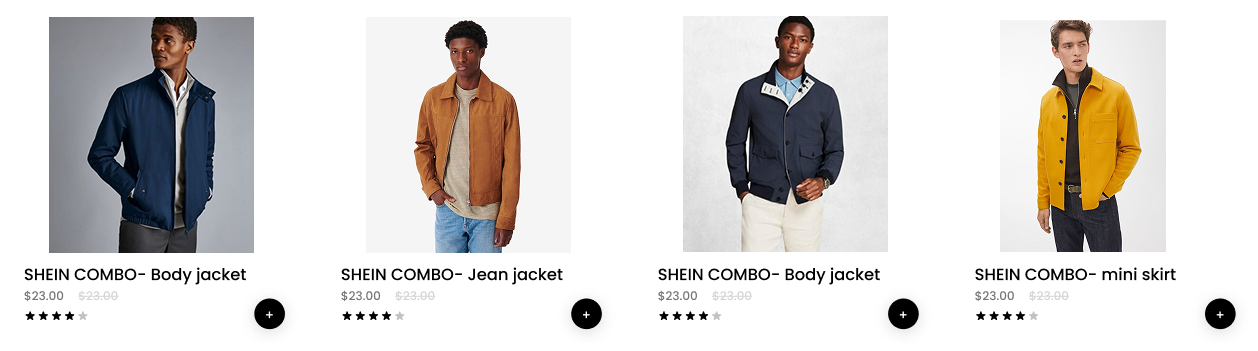 SHEIN COMBO- Body jacket
$23.00 $23.00
+
SHEIN COMBO- Jean jacket
$23.00 $23.00
+
SHEIN COMBO- Body jacket
$23.00 $23.00
+
SHEIN COMBO- mini skirt
$23.00 $23.00
+